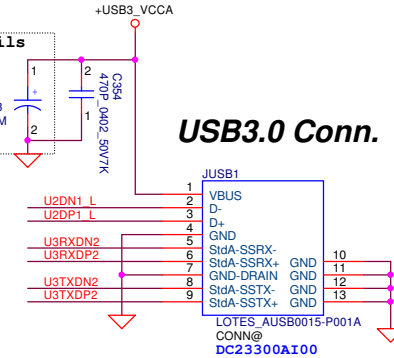 +USB3_VCCA
ils
1
+
2
3
M
2
1
C354
470P_0402_50V7K
USB3.0 Conn.
JUSB1
1 VBUS
U2DN1_L 2 D-
U2DP1_L 3 D+
4 GND
U3RXDN2 5 StdA-SSRX-
U3RXDP2 6 StdA-SSRX+ GND 10
7 GND-DRAIN GND 11
U3TXDN2 8 StdA-SSTX- GND 12
U3TXDP2 9 StdA-SSTX+ GND 13
LOTES_AUSB0015-P001A
CONN@
DC23300AI00